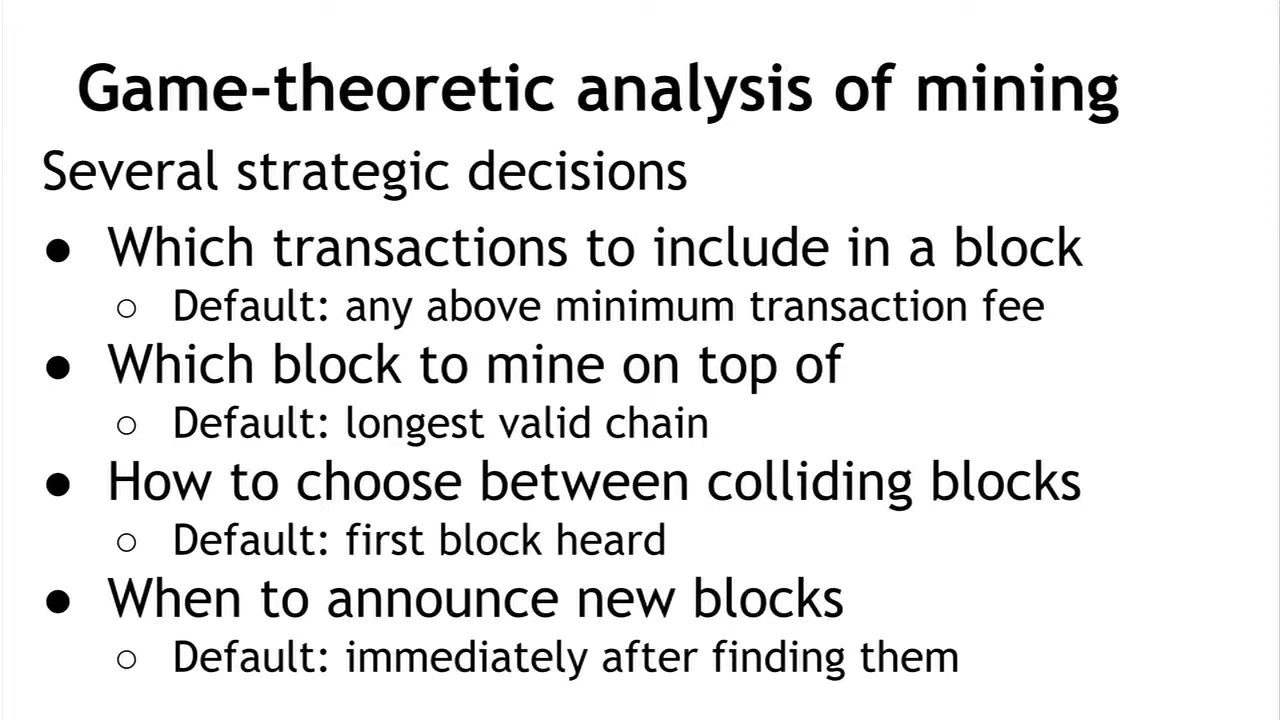 Game-theoretic analysis of mining
Several strategic decisions
● Which transactions to include in a block
○ Default: any above minimum transaction fee
● Which block to mine on top of
○ Default: longest valid chain
● How to choose between colliding blocks
○ Default: first block heard
● When to announce new blocks
○ Default: immediately after finding them